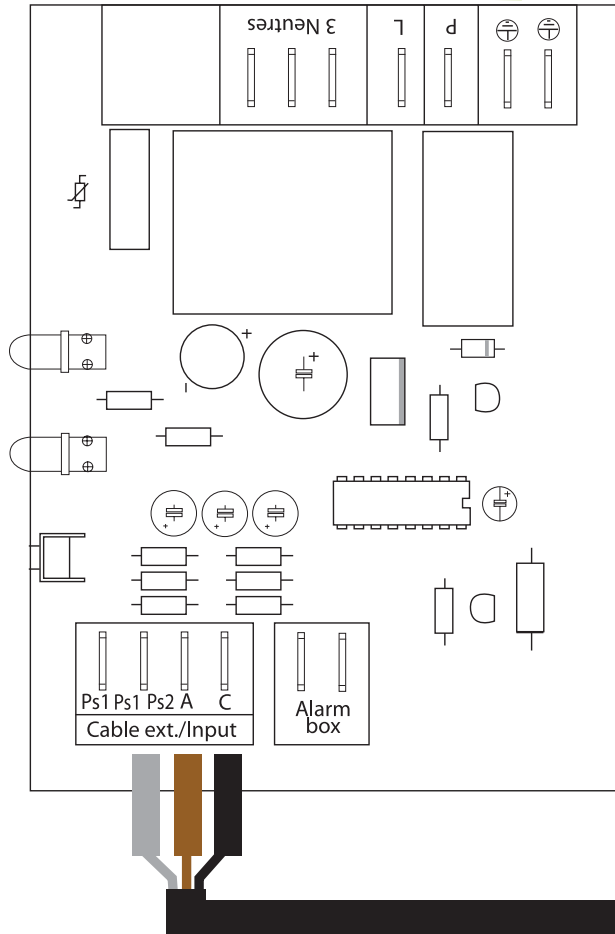 3 Neutres L P
Ps1 Ps1 Ps2 A C
Cable ext./Input
Alarm
box